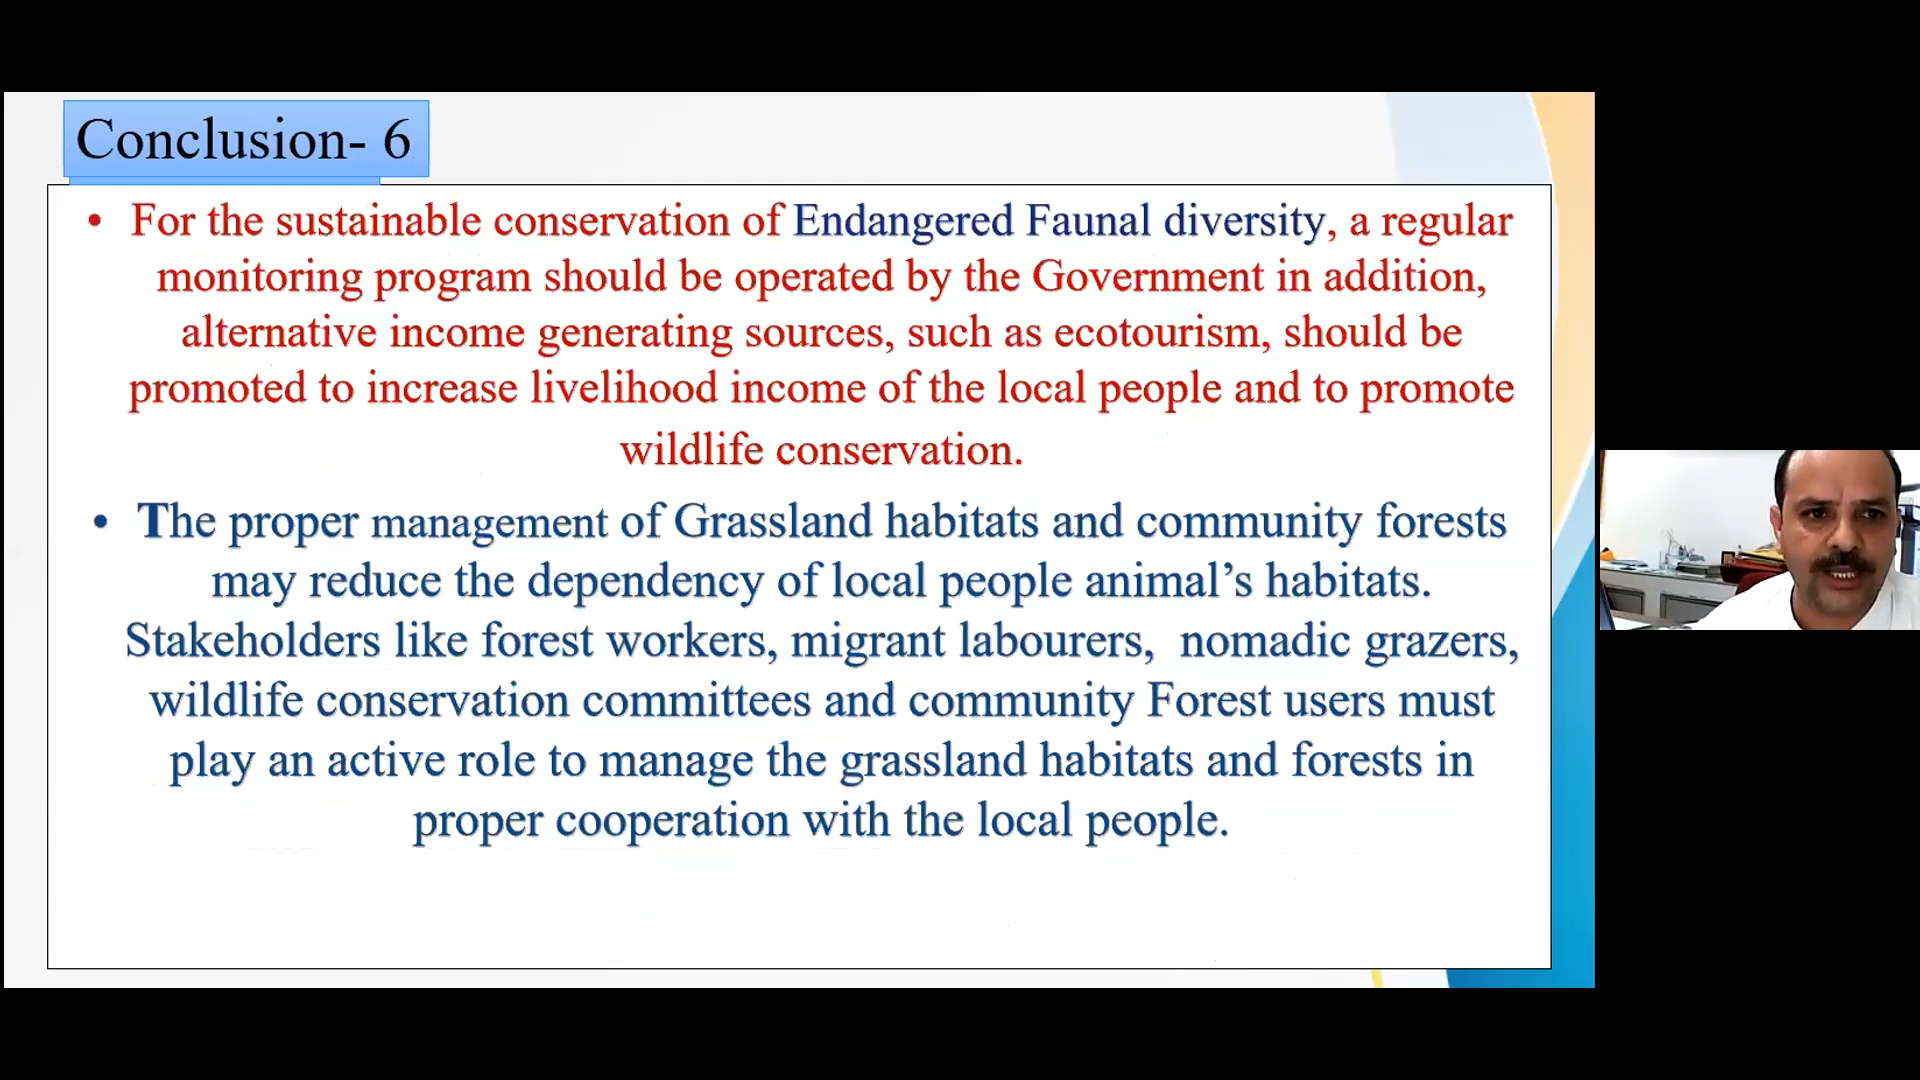 Conclusion- 6
• For the sustainable conservation of Endangered Faunal diversity, a regular
monitoring program should be operated by the Government in addition,
alternative income generating sources, such as ecotourism, should be
promoted to increase livelihood income of the local people and to promote
wildlife conservation.
• The proper management of Grassland habitats and community forests
may reduce the dependency of local people animal’s habitats.
Stakeholders like forest workers, migrant labourers,  nomadic grazers,
wildlife conservation committees and community Forest users must
play an active role to manage the grassland habitats and forests in
proper cooperation with the local people.